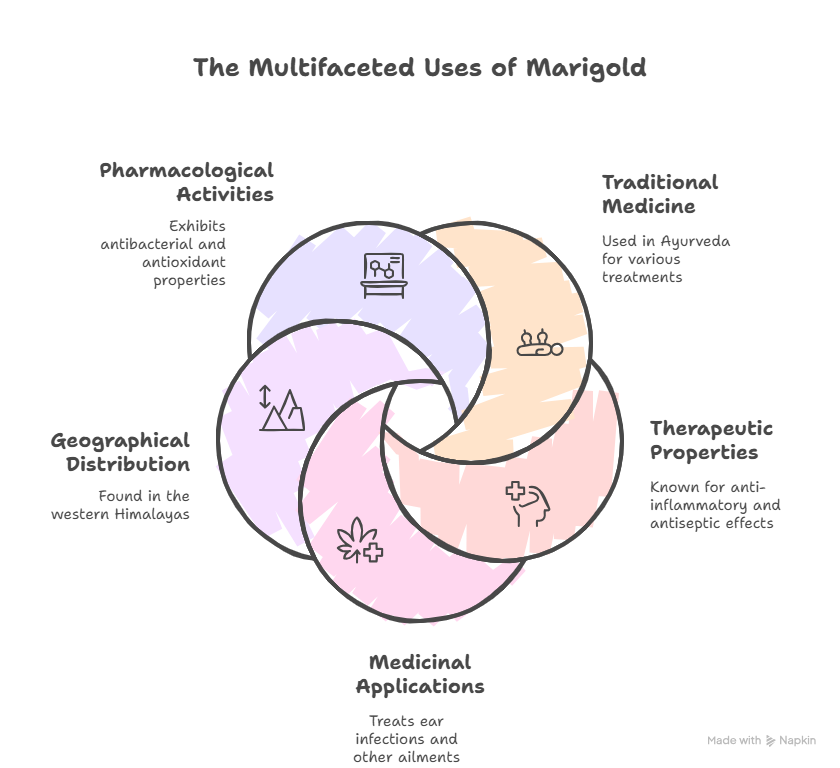 The Multifaceted Uses of Marigold
Pharmacological
Activities
Exhibits
antibacterial and
antioxidant
properties
Traditional
Medicine
Used in Ayurveda
for various
treatments
Geographical
Distribution
Found in the
western Himalayas
Therapeutic
Properties
Known for anti-
inflammatory and
antiseptic effects
Medicinal
Applications
Treats ear
infections and
other ailments
Made with Napkin